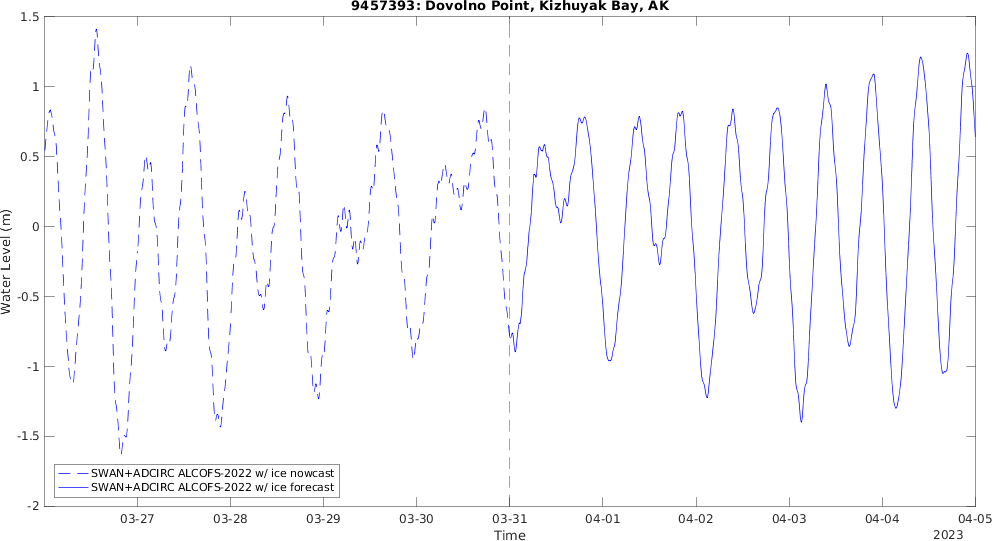 9457393: Dovolno Point, Kizhuyak Bay, AK
1.5
1
0.5
0
-0.5
-1
-1.5
-2
Water Level (m)
SWAN+ADCIRC ALCOFS-2022 w/ ice nowcast
SWAN+ADCIRC ALCOFS-2022 w/ ice forecast
03-27 03-28 03-29 03-30 03-31 04-01 04-02 04-03 04-04 04-05
Time
2023